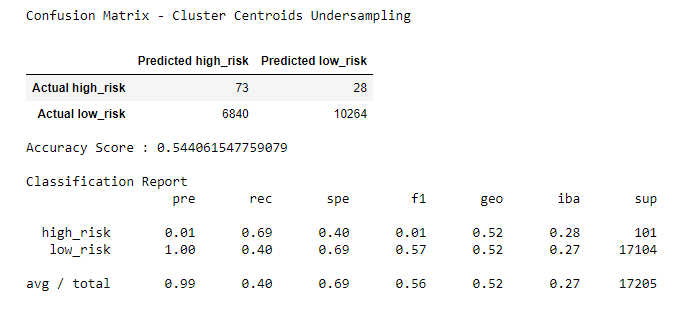 Confusion Matrix - Cluster Centroids Undersampling
Predicted high_risk Predicted low_risk
Actual high_risk 73 28
Actual low_risk 6840 10264
Accuracy Score : 0.544061547759079
Classification Report
pre rec spe f1 geo iba sup
high_risk 0.01 0.69 0.40 0.01 0.52 0.28 101
low_risk 1.00 0.40 0.69 0.57 0.52 0.27 17104
avg / total 0.99 0.40 0.69 0.56 0.52 0.27 17205